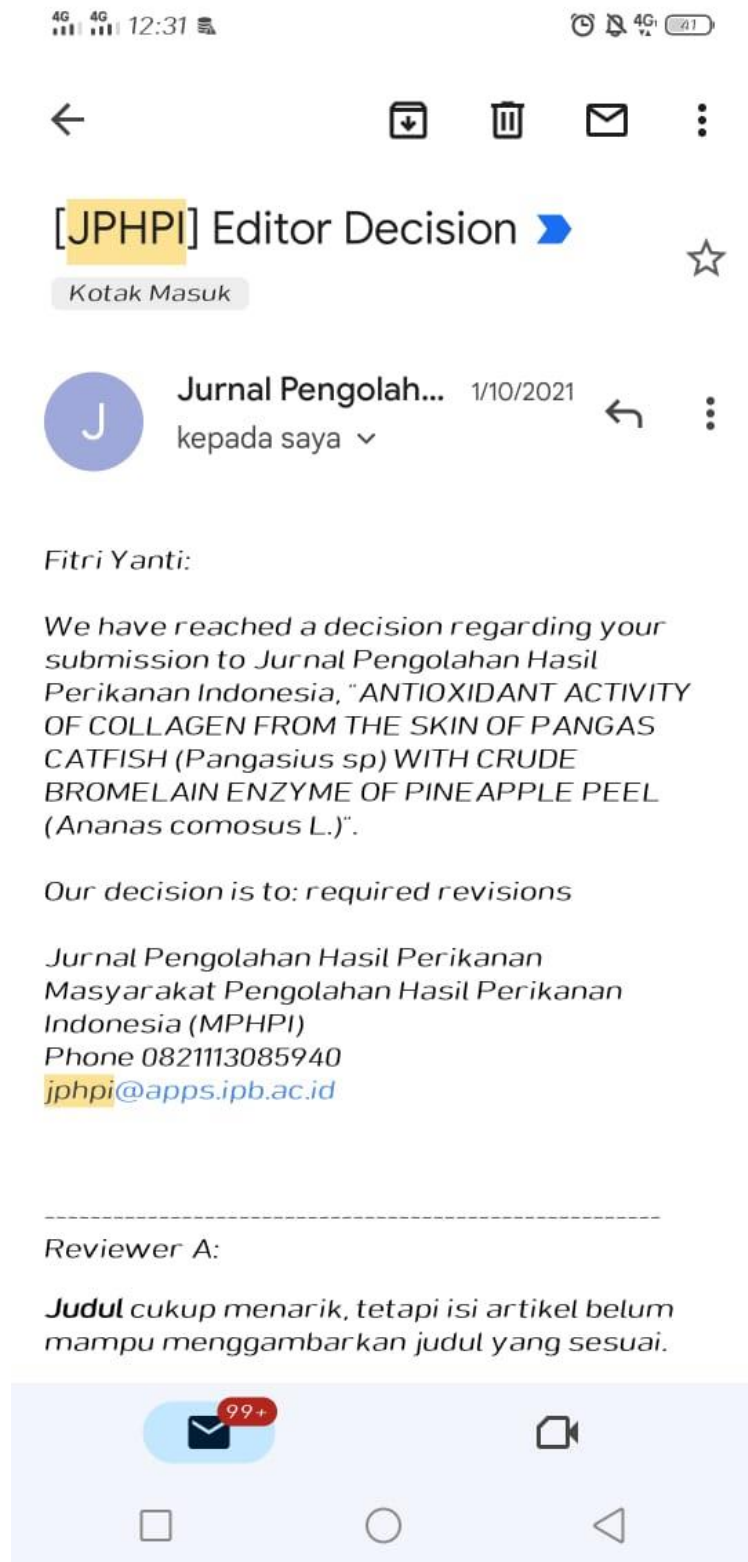 4G 4G 12:31 4G 41
[JPHPI] Editor Decision
Kotak Masuk
J
Jurnal Pengolah... 1/10/2021
kepada saya
Fitri Yanti:
We have reached a decision regarding your
submission to Jurnal Pengolahan Hasil
Perikanan Indonesia, "ANTIOXIDANT ACTIVITY
OF COLLAGEN FROM THE SKIN OF PANGAS
CATFISH (Pangasius sp) WITH CRUDE
BROMELAIN ENZYME OF PINEAPPLE PEEL
(Ananas comosus L.)".
Our decision is to: required revisions
Jurnal Pengolahan Hasil Perikanan
Masyarakat Pengolahan Hasil Perikanan
Indonesia (MPHPI)
Phone 0821113085940
jphpi@apps.ipb.ac.id
------------------------------------------------------
Reviewer A:
Judul cukup menarik, tetapi isi artikel belum
mampu menggambarkan judul yang sesuai.
99+